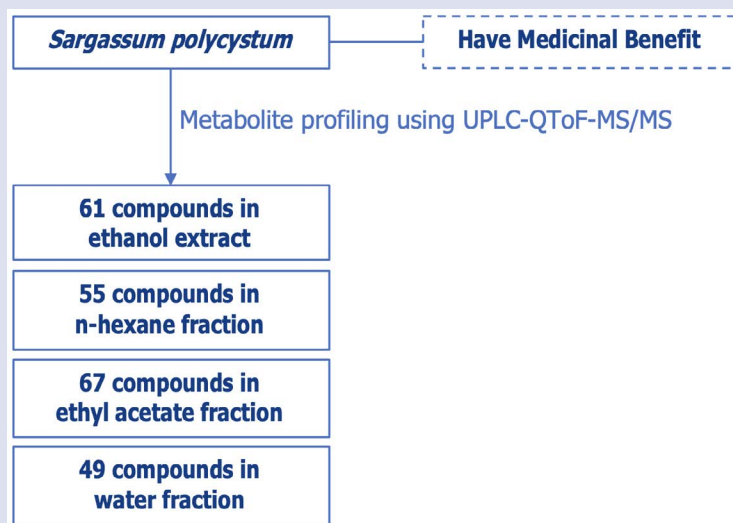 Sargassum polycystum
Have Medicinal Benefit
Metabolite profiling using UPLC-QToF-MS/MS
61 compounds in
ethanol extract
55 compounds in
n-hexane fraction
67 compounds in
ethyl acetate fraction
49 compounds in
water fraction